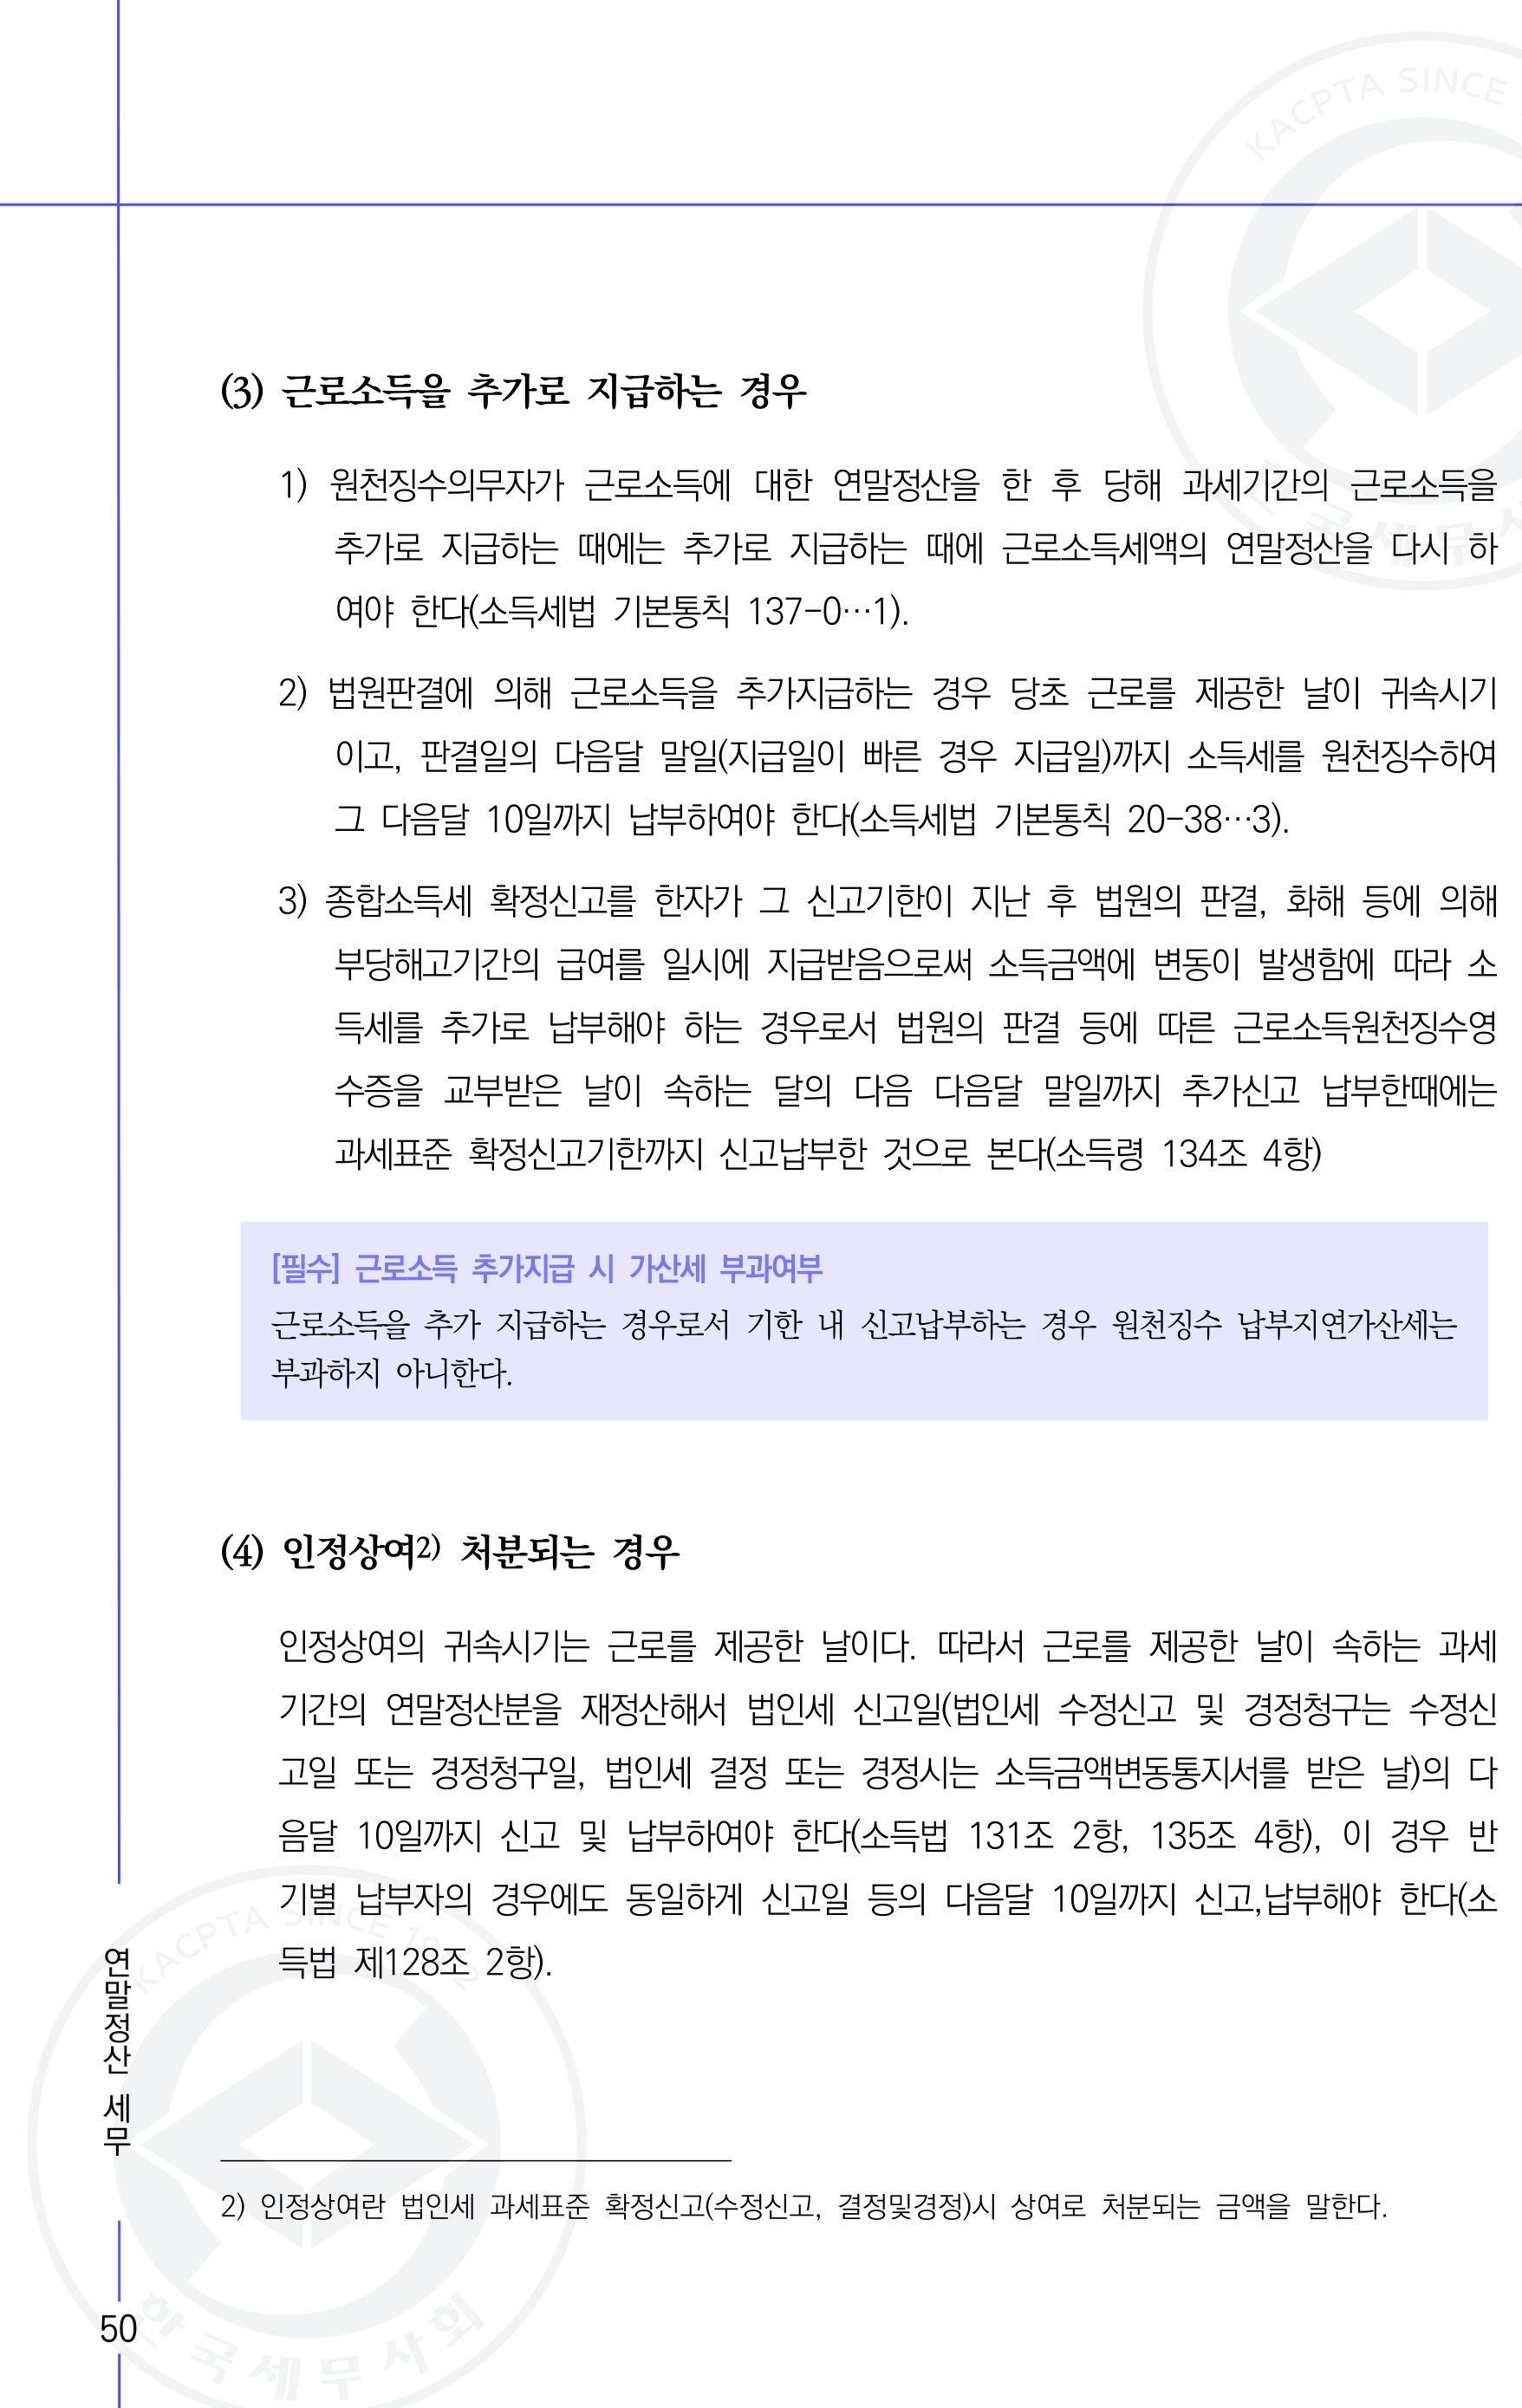 KACPTA SINCE
한국세무사
(3) 근로소득을 추가로 지급하는 경우
1) 원천징수의무자가 근로소득에 대한 연말정산을 한 후 당해 과세기간의 근로소득을
추가로 지급하는 때에는 추가로 지급하는 때에 근로소득세액의 연말정산을 다시 하
여야 한다(소득세법 기본통칙 137-0…1).
2) 법원판결에 의해 근로소득을 추가지급하는 경우 당초 근로를 제공한 날이 귀속시기
이고, 판결일의 다음달 말일(지급일이 빠른 경우 지급일)까지 소득세를 원천징수하여
그 다음달 10일까지 납부하여야 한다(소득세법 기본통칙 20-38…3).
3) 종합소득세 확정신고를 한자가 그 신고기한이 지난 후 법원의 판결, 화해 등에 의해
부당해고기간의 급여를 일시에 지급받음으로써 소득금액에 변동이 발생함에 따라 소
득세를 추가로 납부해야 하는 경우로서 법원의 판결 등에 따른 근로소득원천징수영
수증을 교부받은 날이 속하는 달의 다음 다음달 말일까지 추가신고 납부한때에는
과세표준 확정신고기한까지 신고납부한 것으로 본다(소득령 134조 4항)
[필수] 근로소득 추가지급 시 가산세 부과여부
근로소득을 추가 지급하는 경우로서 기한 내 신고납부하는 경우 원천징수 납부지연가산세는
부과하지 아니한다.
(4) 인정상여2) 처분되는 경우
인정상여의 귀속시기는 근로를 제공한 날이다. 따라서 근로를 제공한 날이 속하는 과세
기간의 연말정산분을 재정산해서 법인세 신고일(법인세 수정신고 및 경정청구는 수정신
고일 또는 경정청구일, 법인세 결정 또는 경정시는 소득금액변동통지서를 받은 날)의 다
음달 10일까지 신고 및 납부하여야 한다(소득법 131조 2항, 135조 4항), 이 경우 반
기별 납부자의 경우에도 동일하게 신고일 등의 다음달 10일까지 신고,납부해야 한다(소
득법 제128조 2항).
KACPTA SINCE 1962
한국세무사회
연말정산 세무
2) 인정상여란 법인세 과세표준 확정신고(수정신고, 결정및경정)시 상여로 처분되는 금액을 말한다.
50